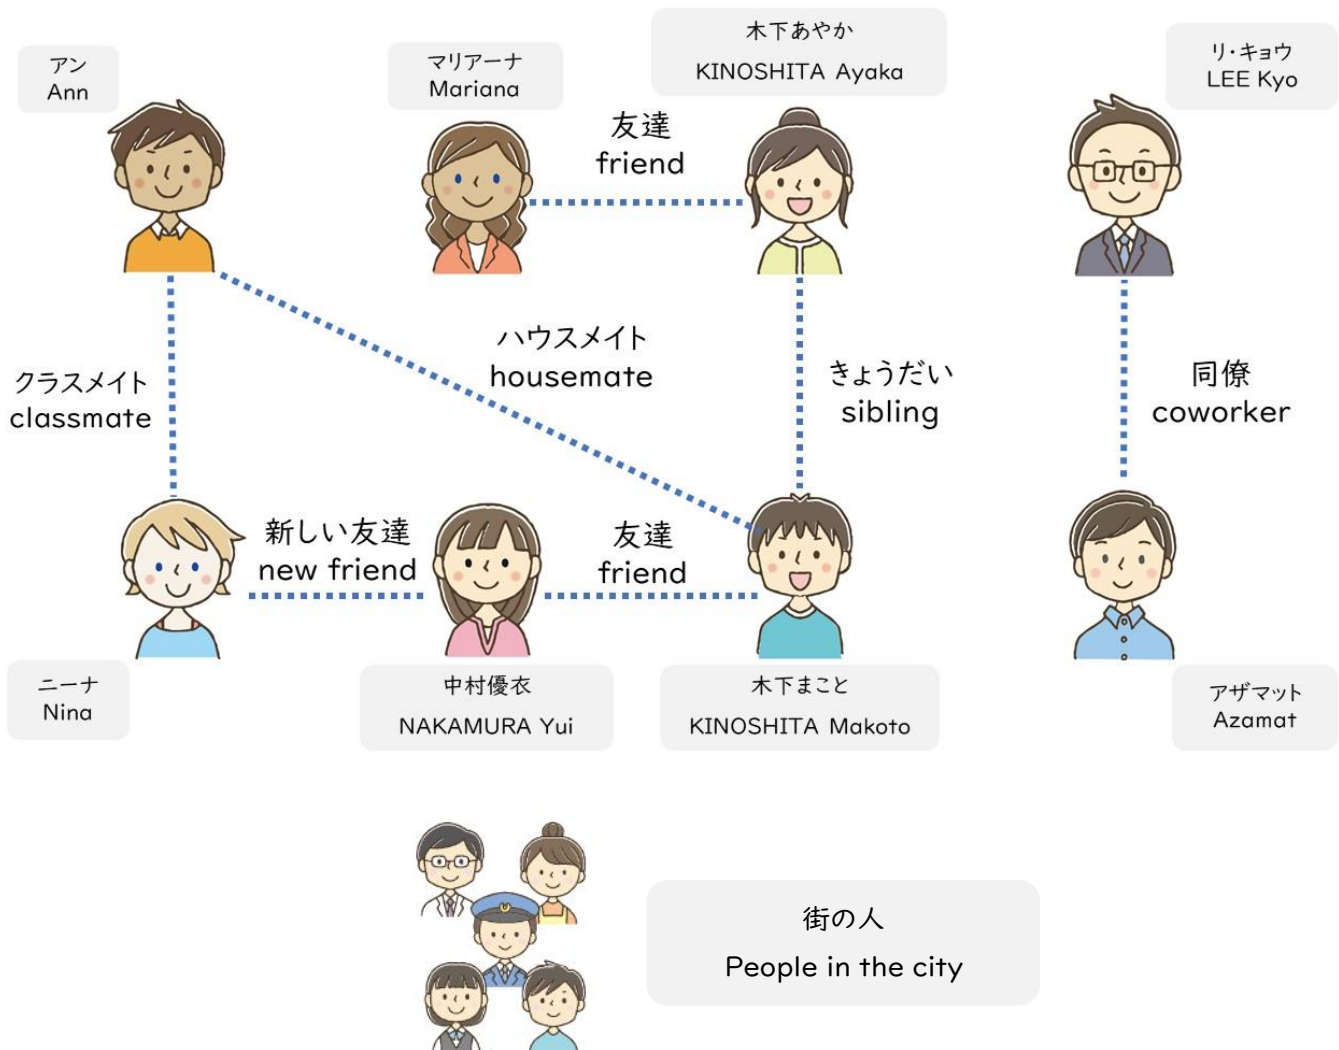 アン
Ann
マリアーナ
Mariana
木下あやか
KINOSHITA Ayaka
リ・キョウ
LEE Kyo
友達
friend
ハウスメイト
housemate
クラスメイト
classmate
きょうだい
sibling
同僚
coworker
新しい友達
new friend
友達
friend
ニーナ
Nina
中村優衣
NAKAMURA Yui
木下まこと
KINOSHITA Makoto
アザマット
Azamat
街の人
People in the city